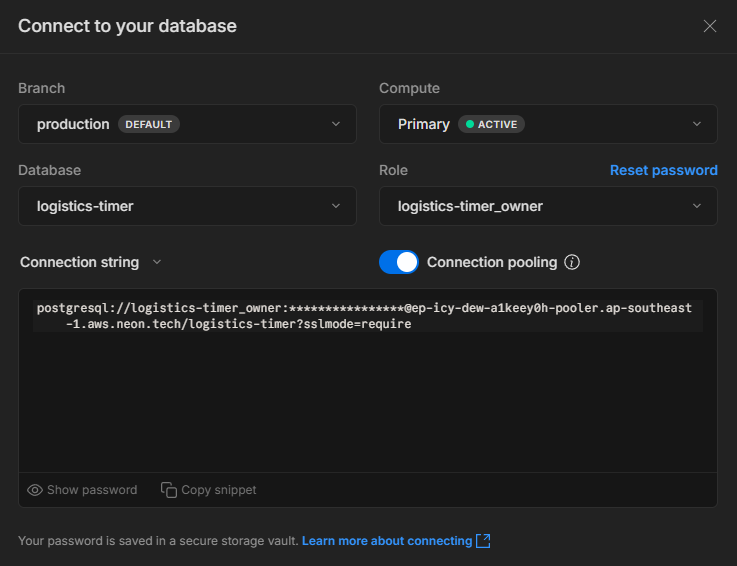 Connect to your database
Branch
Compute
production DEFAULT
Primary ACTIVE
Database
Role
Reset password
logistics-timer
logistics-timer_owner
Connection string
Connection pooling
postgresql://logistics-timer_owner:****************@ep-icy-dew-a1keey0h-pooler.ap-southeast
-1.aws.neon.tech/logistics-timer?sslmode=require
Show password
Copy snippet
Your password is saved in a secure storage vault. Learn more about connecting